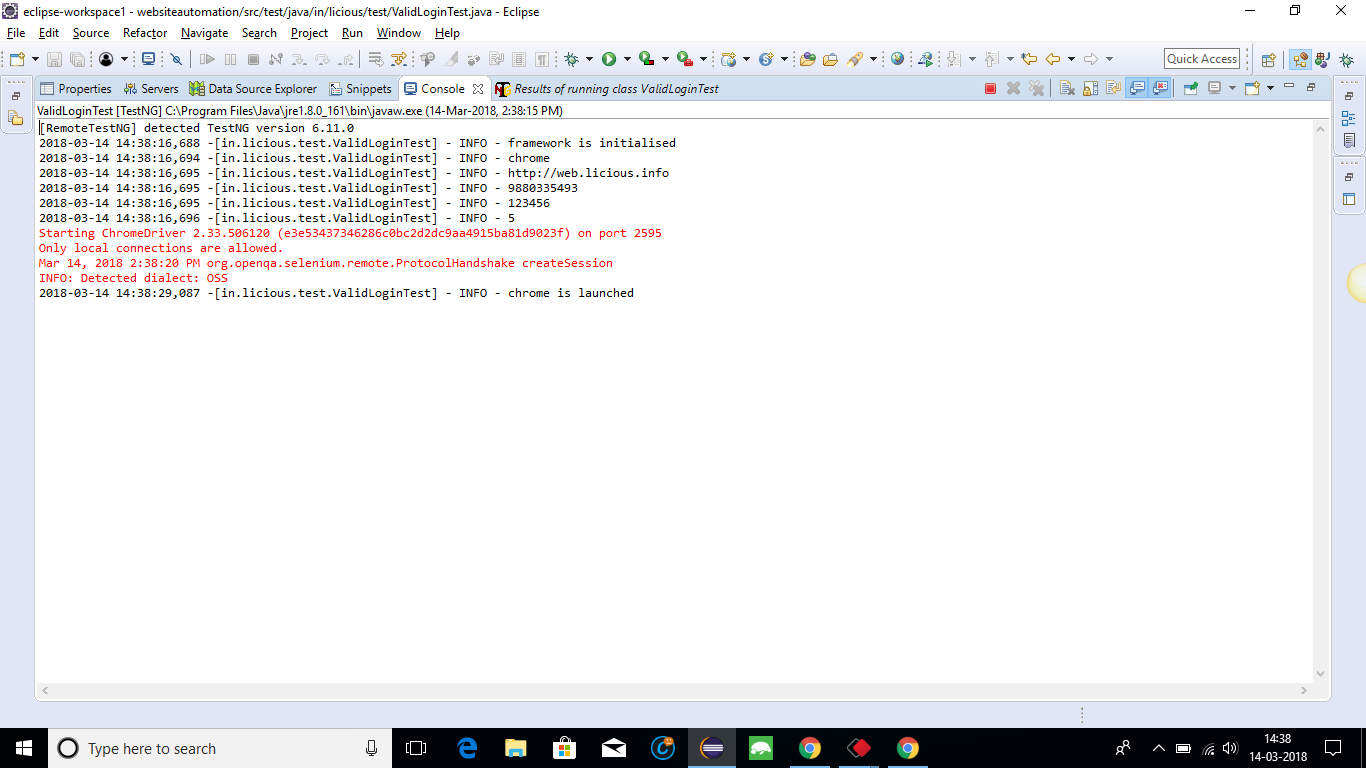 eclipse-workspace1 - websiteautomation/src/test/java/in/licious/test/ValidLoginTest.java - Eclipse
File Edit Source Refactor Navigate Search Project Run Window Help
Quick Access
Properties Servers Data Source Explorer Snippets Console Results of running class ValidLoginTest
ValidLoginTest [TestNG] C:\Program Files\Java\jre1.8.0_161\bin\javaw.exe (14-Mar-2018, 2:38:15 PM)
[RemoteTestNG] detected TestNG version 6.11.0
2018-03-14 14:38:16,688 -[in.licious.test.ValidLoginTest] - INFO - framework is initialised
2018-03-14 14:38:16,694 -[in.licious.test.ValidLoginTest] - INFO - chrome
2018-03-14 14:38:16,695 -[in.licious.test.ValidLoginTest] - INFO - http://web.licious.info
2018-03-14 14:38:16,695 -[in.licious.test.ValidLoginTest] - INFO - 9880335493
2018-03-14 14:38:16,695 -[in.licious.test.ValidLoginTest] - INFO - 123456
2018-03-14 14:38:16,696 -[in.licious.test.ValidLoginTest] - INFO - 5
Starting ChromeDriver 2.33.506120 (e3e53437346286c0bc2d2dc9aa4915ba81d9023f) on port 2595
Only local connections are allowed.
Mar 14, 2018 2:38:20 PM org.openqa.selenium.remote.ProtocolHandshake createSession
INFO: Detected dialect: OSS
2018-03-14 14:38:29,087 -[in.licious.test.ValidLoginTest] - INFO - chrome is launched
Type here to search
14:38
14-03-2018